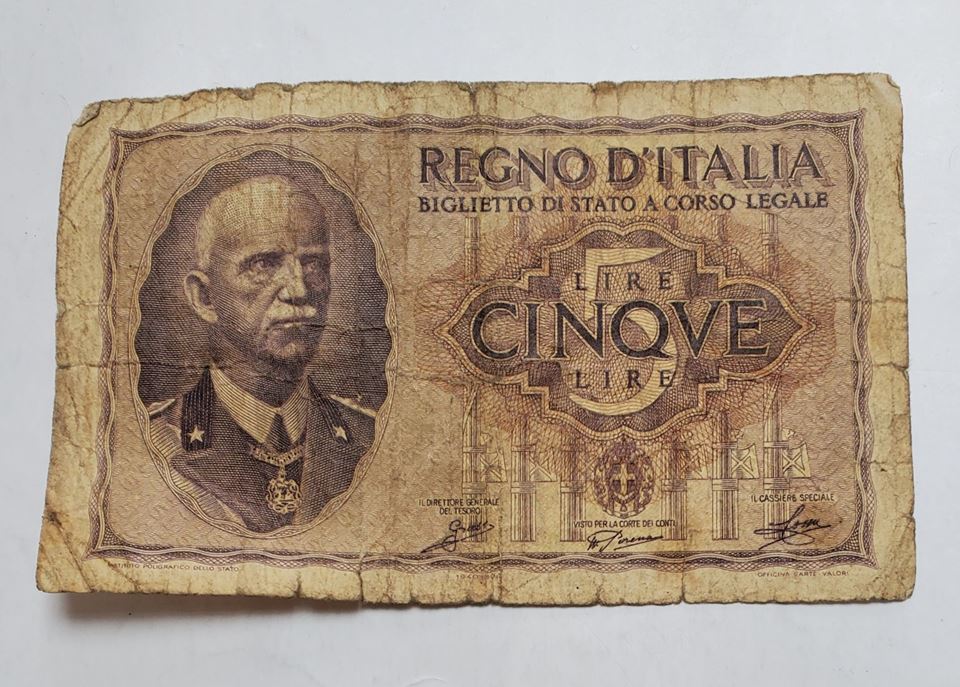 REGNO D'ITALIA
BIGLIETTO DI STATO A CORSO LEGALE
5
LIRE
CINQVE
LIRE
IL DIRETTORE GENERALE
DEL TESORO
VISTO PER LA CORTE DEI CONTI
IL CASSIERE SPECIALE
ISTITUTO POLIGRAFICO DELLO STATO
OFFICINA CARTE VALORI